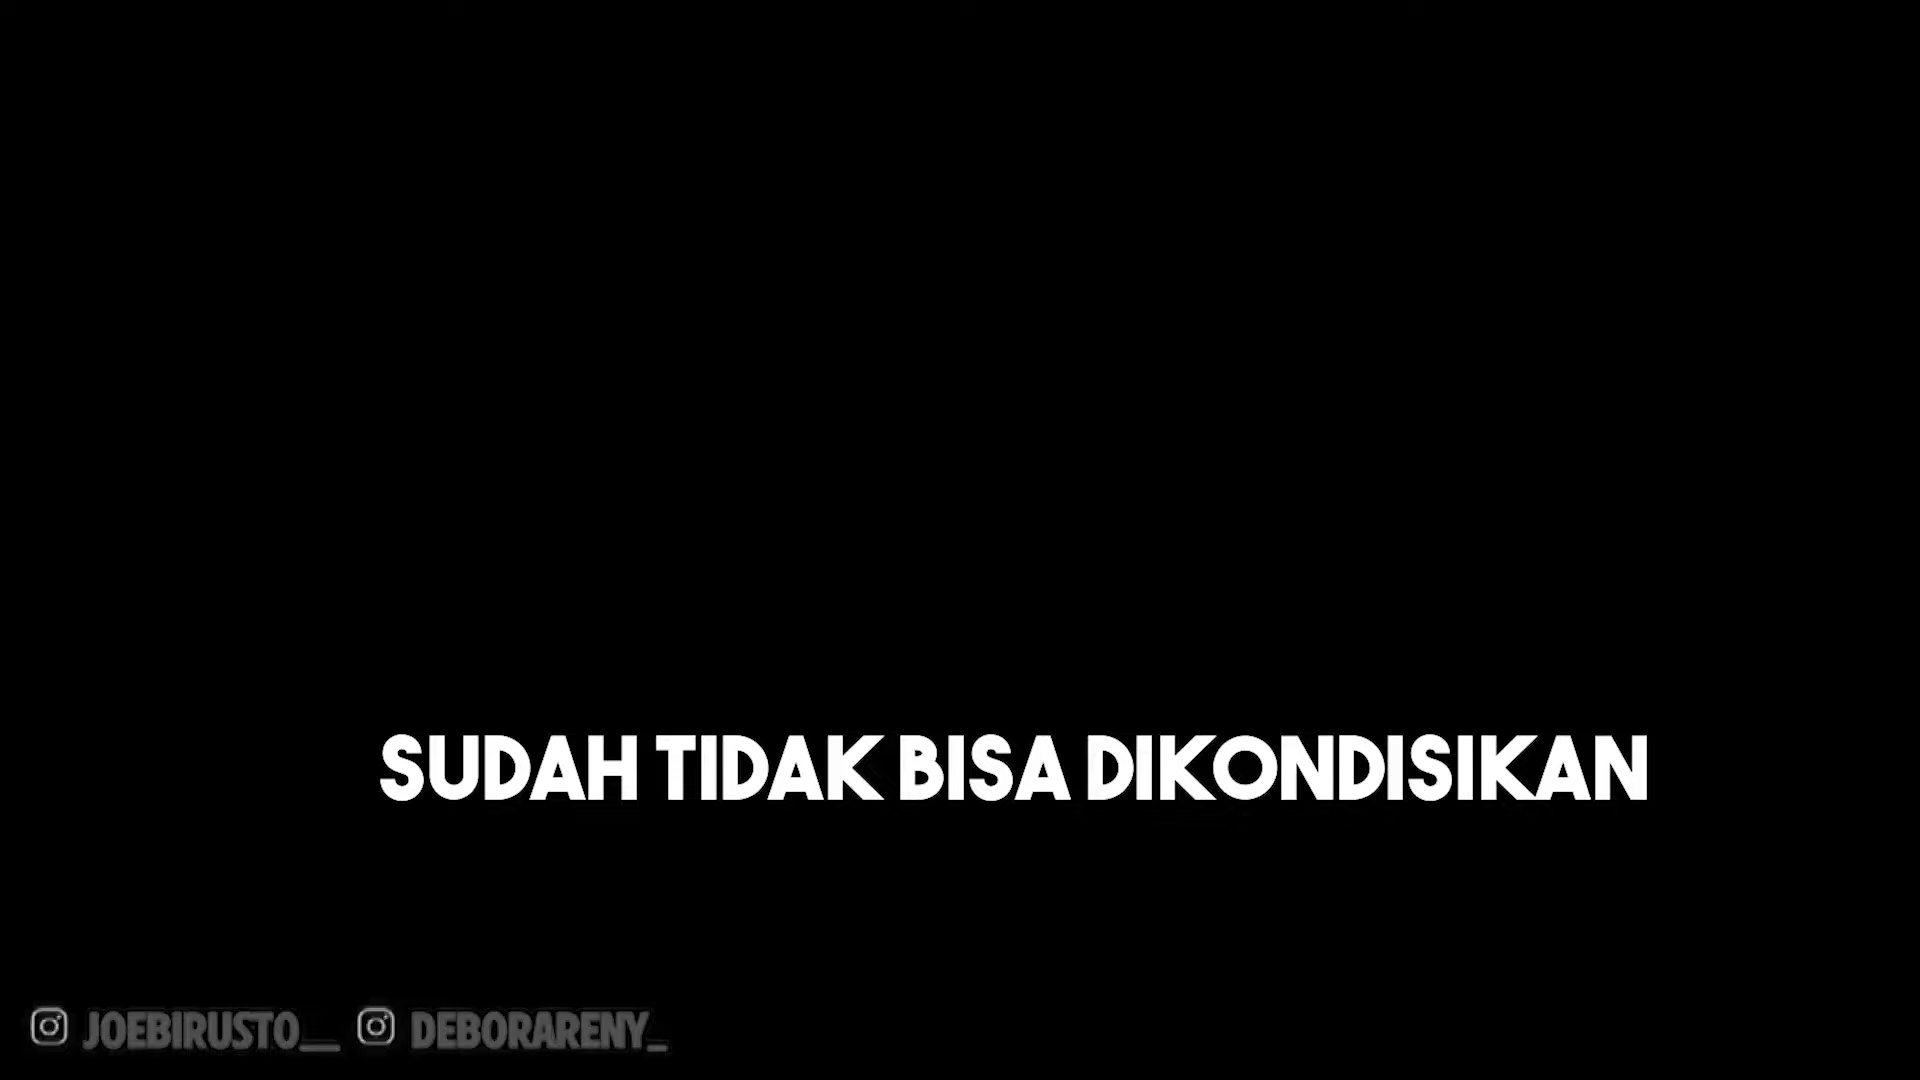 SUDAH TIDAK BISA DIKONDISIKAN
JOEBIRUSTO__ DEBORARENY_